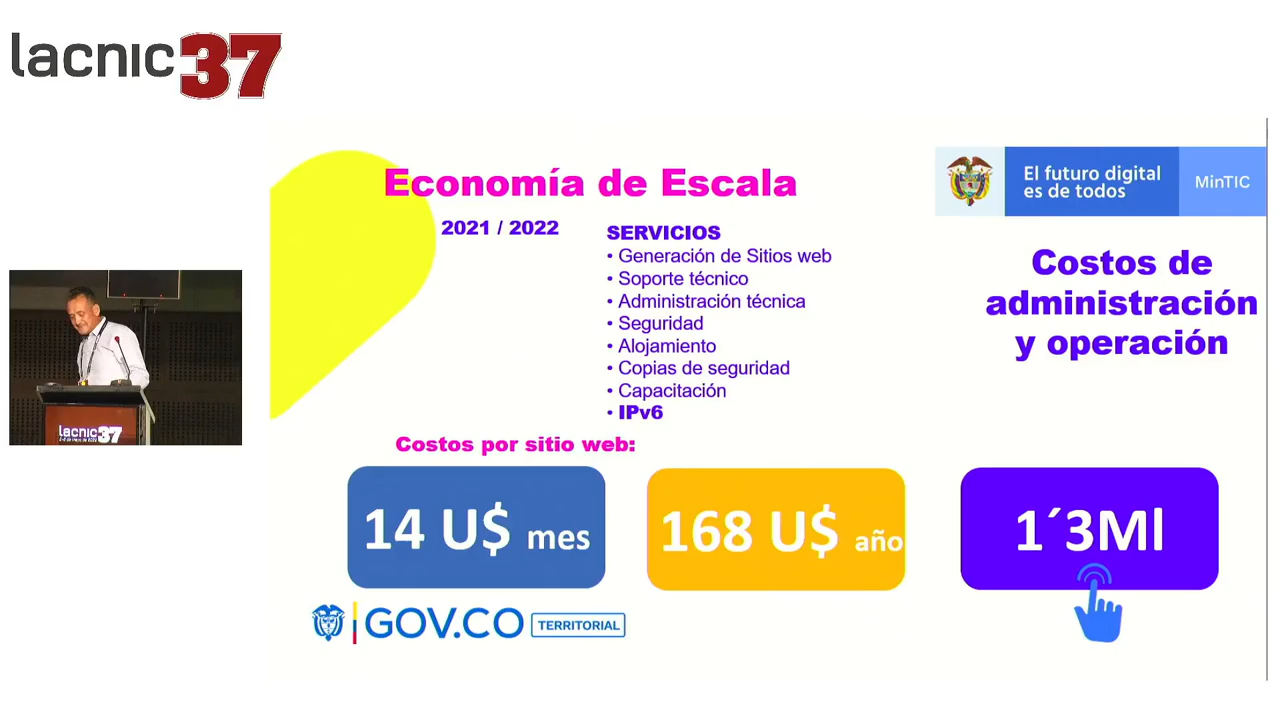 lacnic37
Economía de Escala
2021 / 2022
SERVICIOS
• Generación de Sitios web
• Soporte técnico
• Administración técnica
• Seguridad
• Alojamiento
• Copias de seguridad
• Capacitación
• IPv6
El futuro digital
es de todos
MinTIC
Costos de
administración
y operación
Costos por sitio web:
14 U$ mes
168 U$ año
1´3Ml
GOV.CO
TERRITORIAL
lacnic37